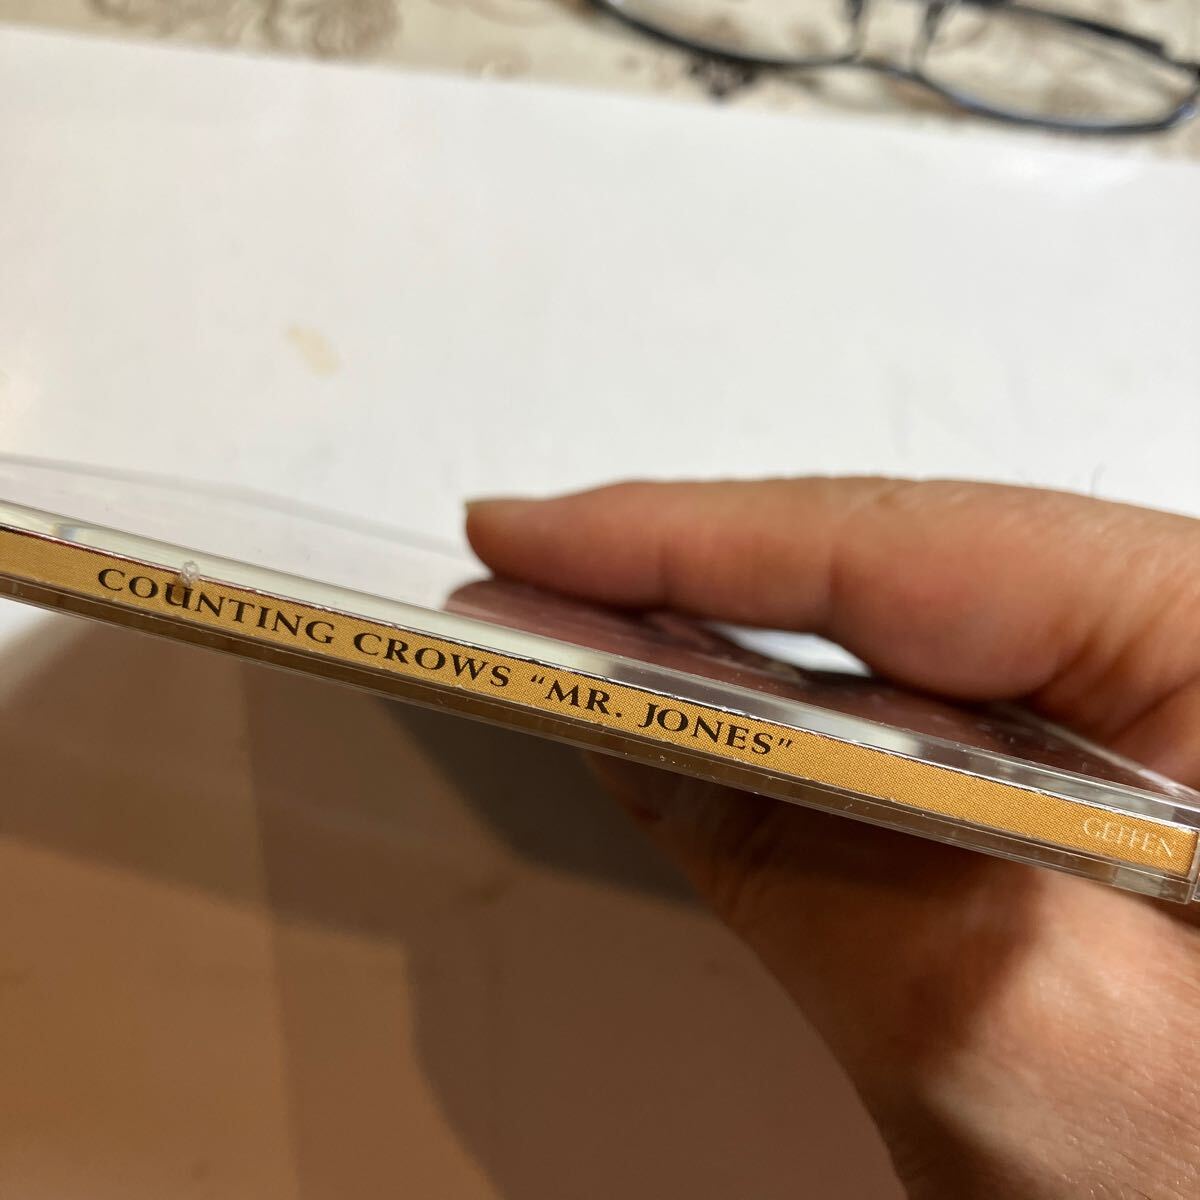 COUNTING CROWS “MR. JONES”
GEFFEN